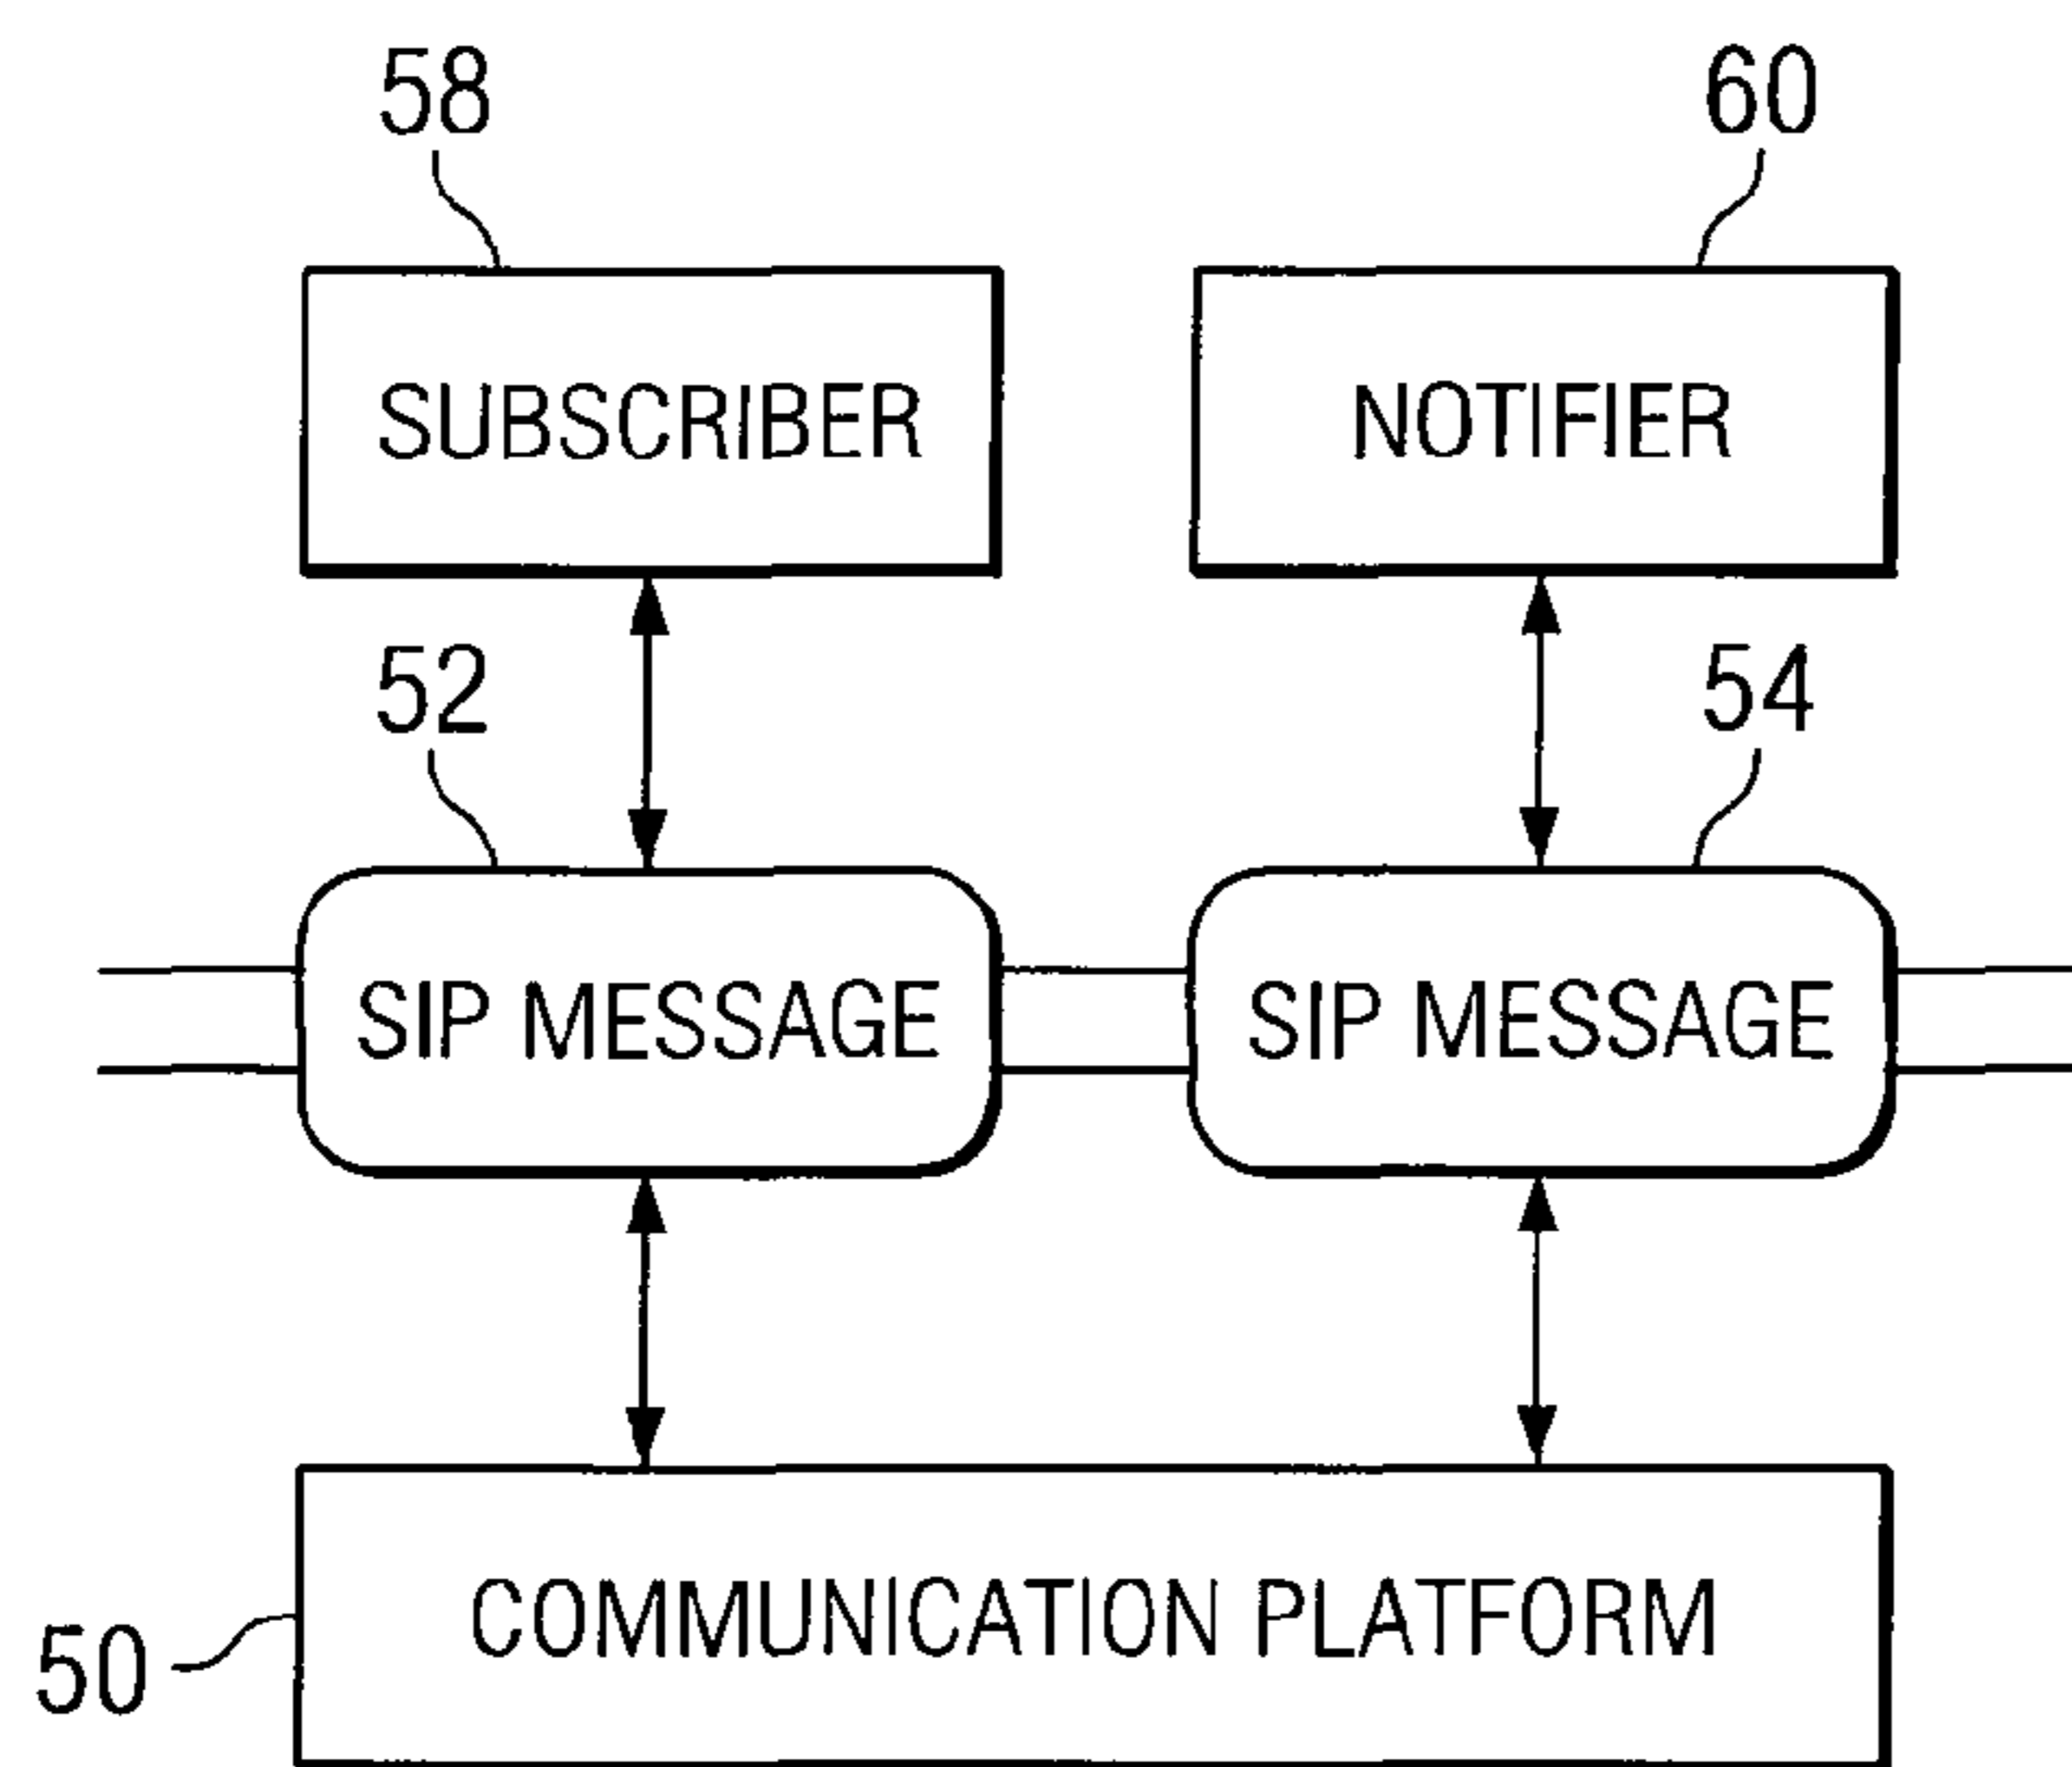 58
60
SUBSCRIBER
NOTIFIER
52
54
SIP MESSAGE
SIP MESSAGE
COMMUNICATION PLATFORM
50